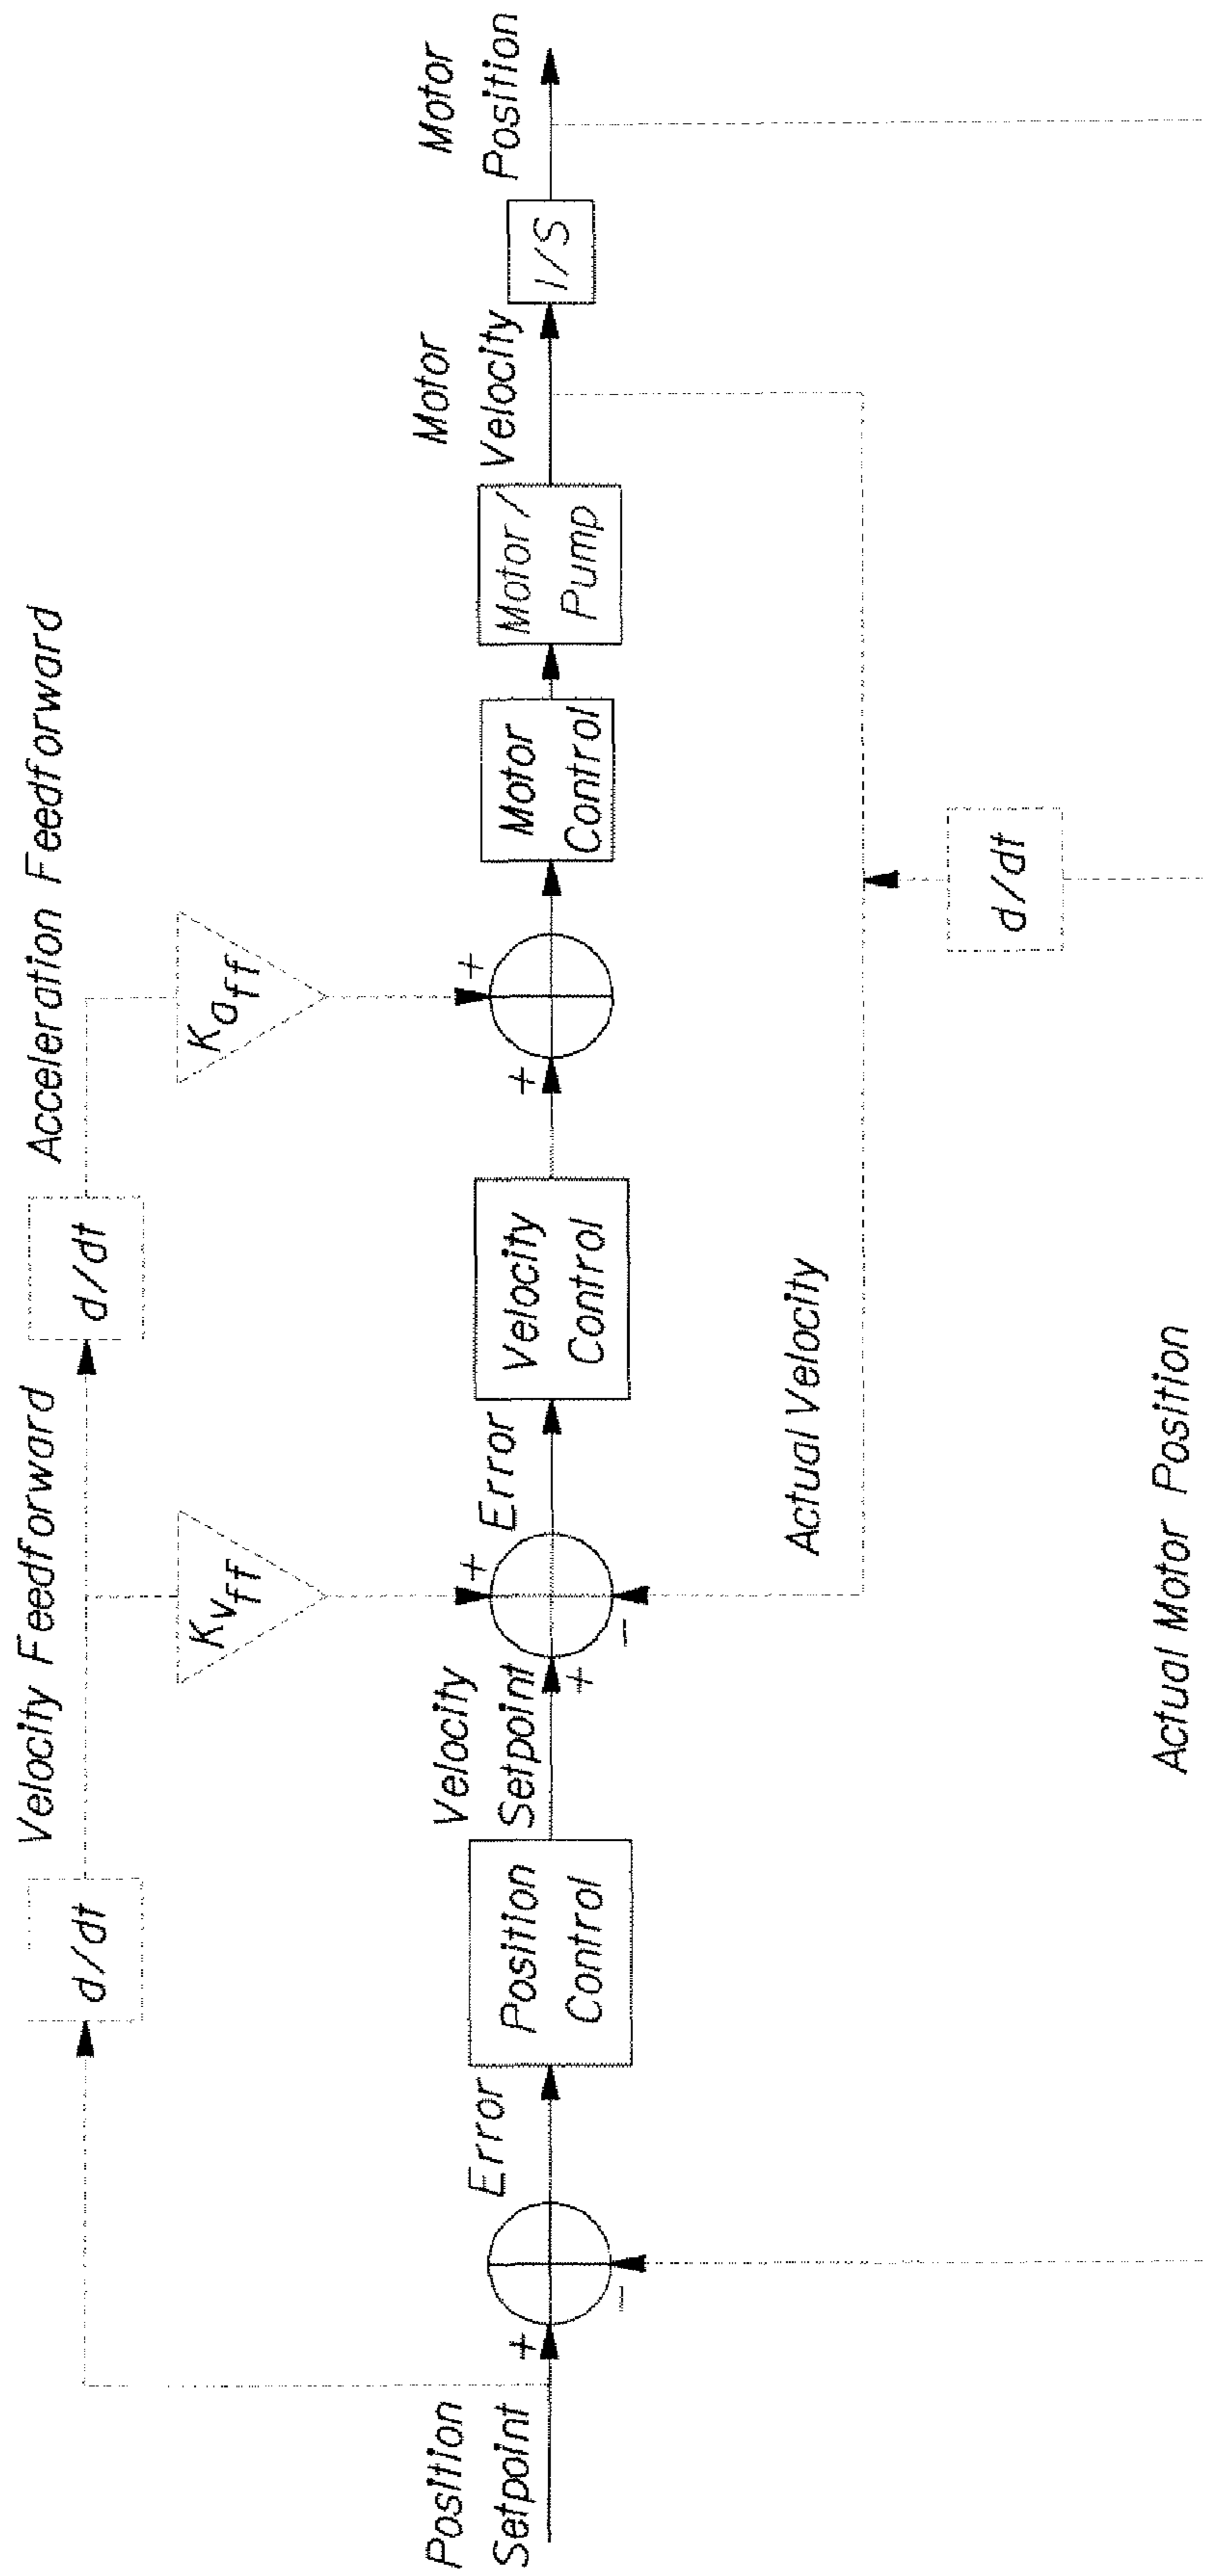 Velocity Feedforward
Acceleration Feedforward
d/dt
d/dt
Kvff
Kaff
Position
Setpoint
+
-
Error
Position
Control
Velocity
Setpoint
+
+
-
Error
Velocity
Control
+
+
Motor
Control
Motor/
Pump
Motor
Velocity
1/S
Motor
Position
Actual Velocity
d/dt
Actual Motor Position